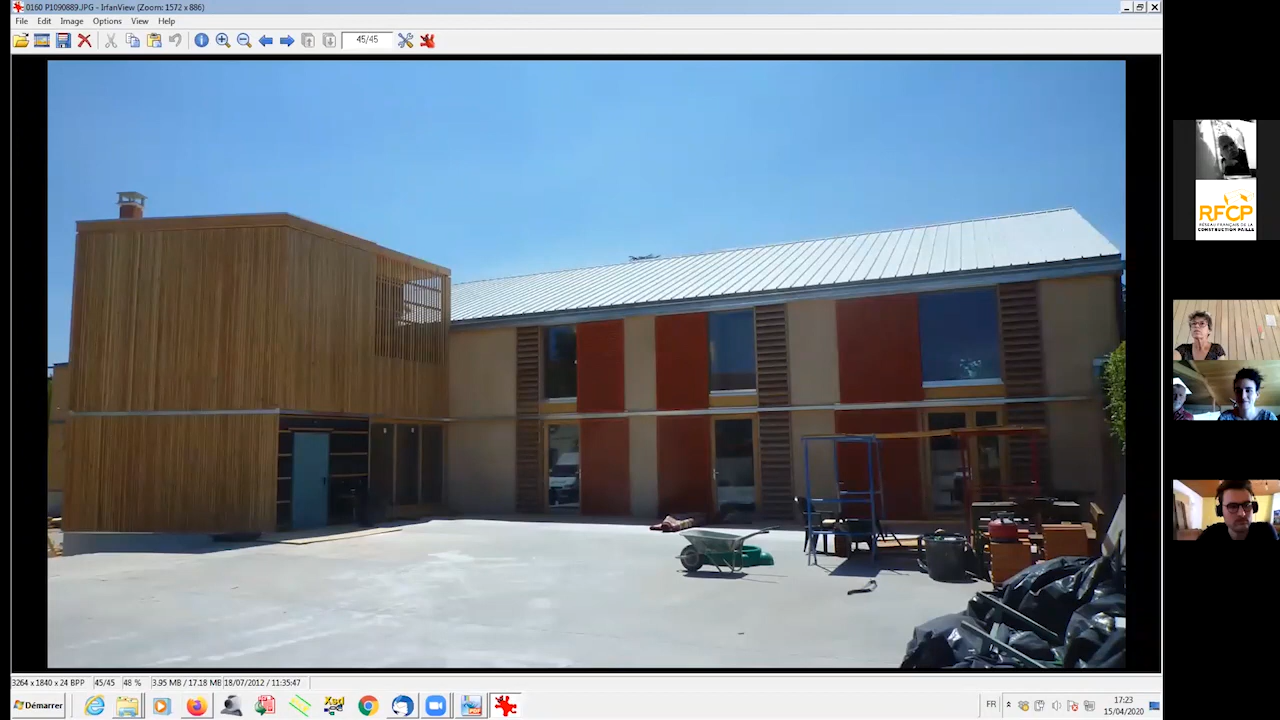 0160 P1090889.JPG - IrfanView (Zoom: 1572 x 886)
File Edit Image Options View Help
45/45
RFCP
RÉSEAU FRANÇAIS DE LA
CONSTRUCTION PAILLE
3264 x 1840 x 24 BPP 45/45 48 % 3.95 MB / 17.18 MB 18/07/2012 / 11:35:47
Démarrer
Xsd
FR
17:23
15/04/2020